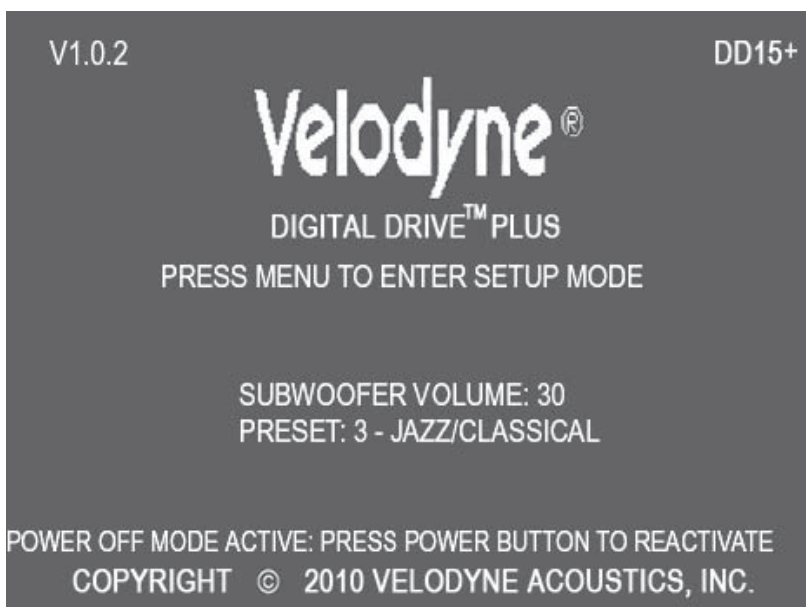 V1.0.2 DD15+
Velodyne®
DIGITAL DRIVE™ PLUS
PRESS MENU TO ENTER SETUP MODE
SUBWOOFER VOLUME: 30
PRESET: 3 - JAZZ/CLASSICAL
POWER OFF MODE ACTIVE: PRESS POWER BUTTON TO REACTIVATE
COPYRIGHT © 2010 VELODYNE ACOUSTICS, INC.